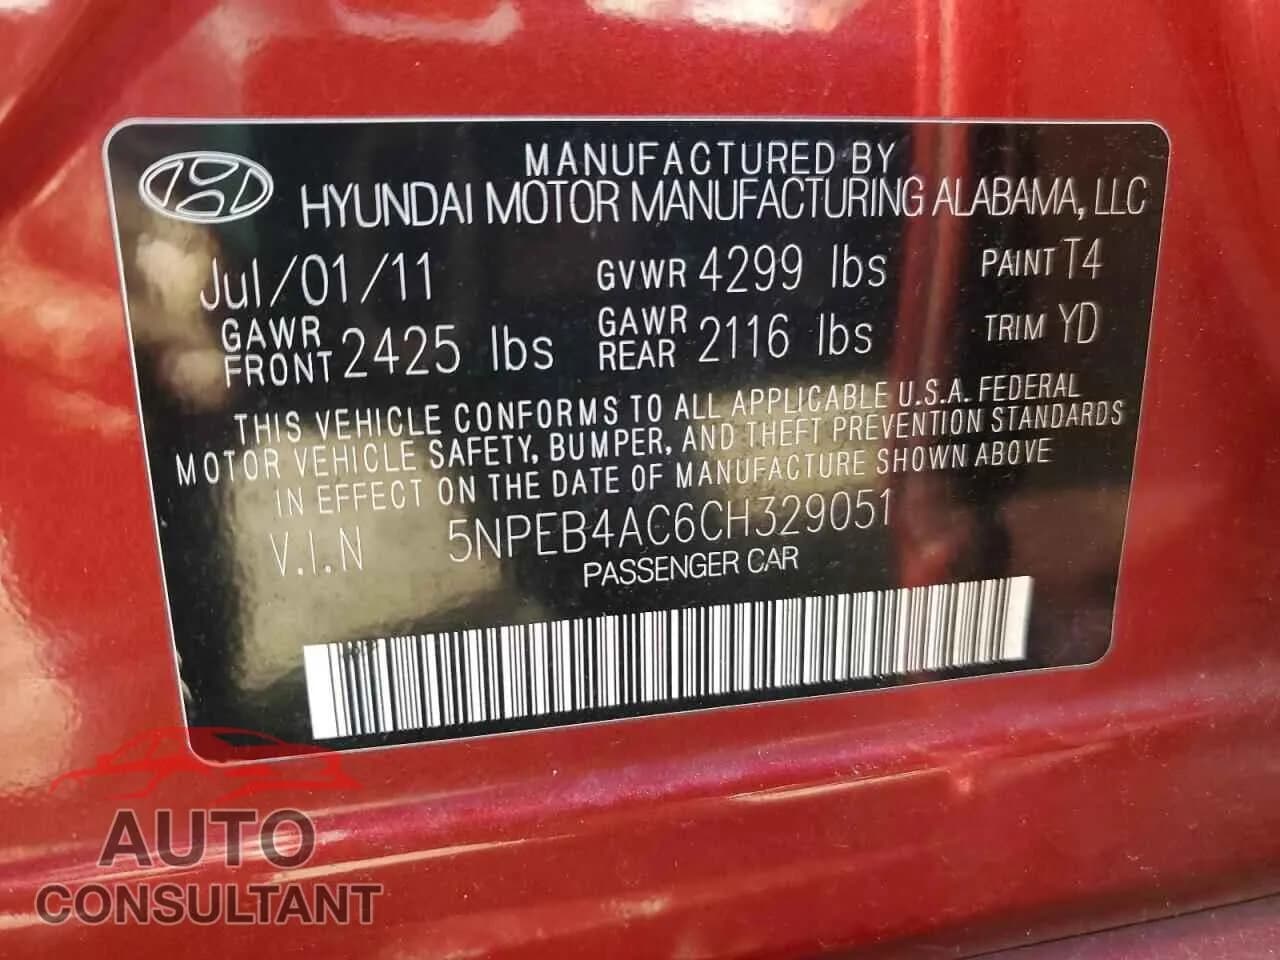 MANUFACTURED BY
HYUNDAI MOTOR MANUFACTURING ALABAMA, LLC
Jul/01/11 GVWR 4299 lbs PAINT T4
GAWR FRONT 2425 lbs GAWR REAR 2116 lbs TRIM YD
THIS VEHICLE CONFORMS TO ALL APPLICABLE U.S.A. FEDERAL
MOTOR VEHICLE SAFETY, BUMPER, AND THEFT PREVENTION STANDARDS
IN EFFECT ON THE DATE OF MANUFACTURE SHOWN ABOVE
V.I.N 5NPEB4AC6CH329051
PASSENGER CAR
AUTO
CONSULTANT